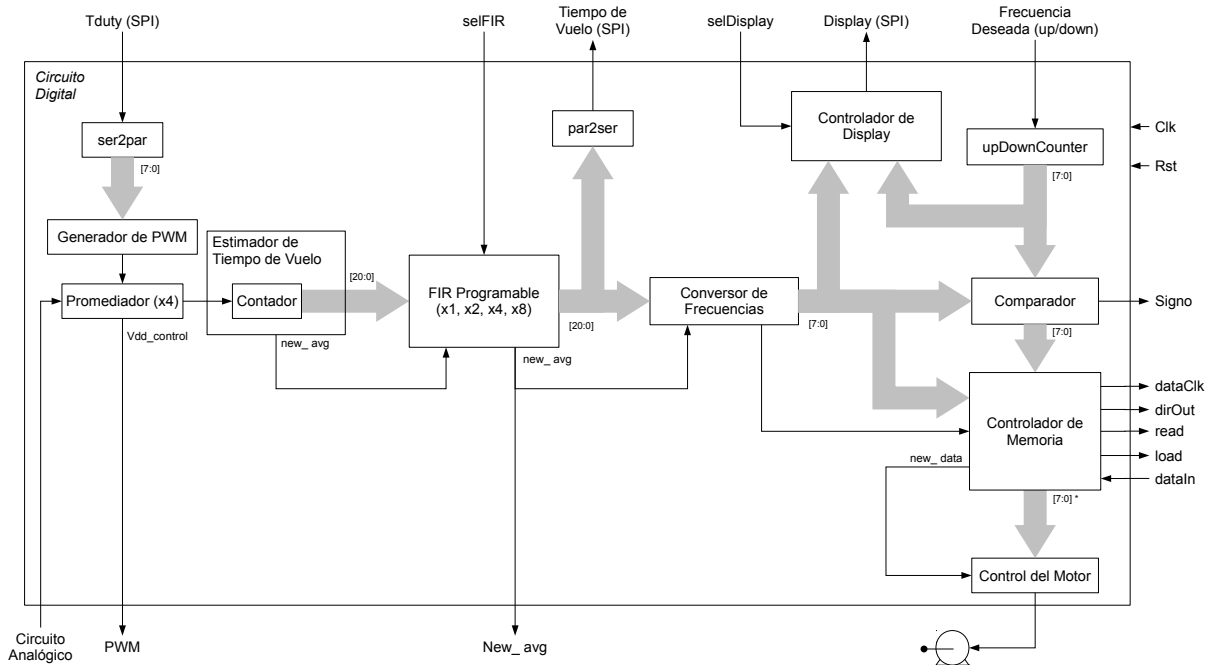 Tduty (SPI)
selFIR
Tiempo de
Vuelo (SPI)
selDisplay
Display (SPI)
Frecuencia
Deseada (up/down)
Circuito
Digital
ser2par
[7:0]
par2ser
Controlador de
Display
upDownCounter
[7:0]
Clk
Rst
Generador de PWM
Promediador (x4)
Vdd_control
Estimador de
Tiempo de Vuelo
Contador
[20:0]
new_ avg
FIR Programable
(x1, x2, x4, x8)
[20:0]
new_ avg
Conversor de
Frecuencias
[7:0]
Comparador
[7:0]
Signo
Controlador de
Memoria
dataClk
dirOut
read
load
dataIn
new_ data
[7:0] *
Control del Motor
Circuito
Analógico
PWM
New_ avg